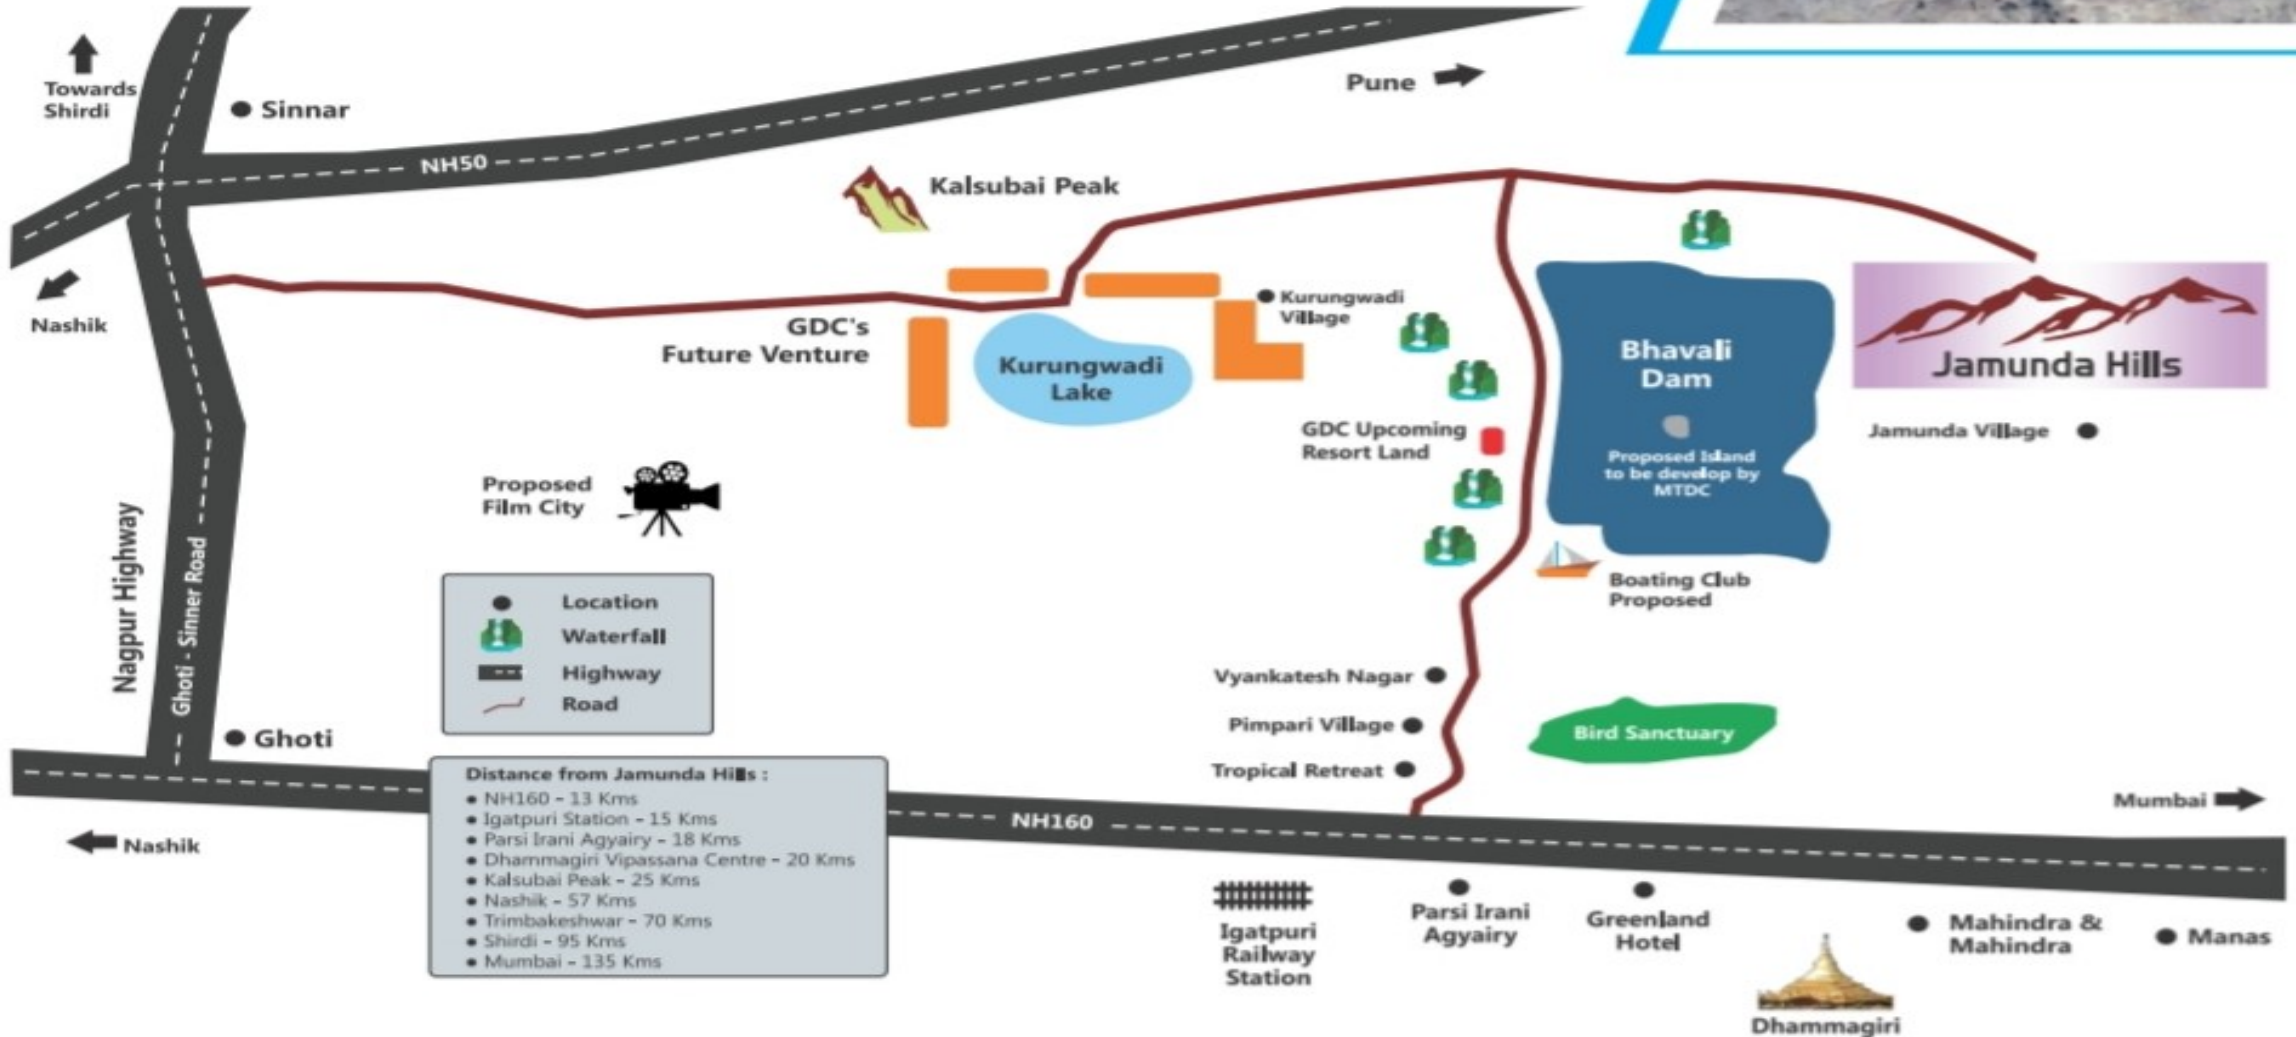 Towards
Shirdi
Sinnar
Pune
NH50
Kalsubai Peak
Nashik
GDC's
Future Venture
Kurungwadi
Village
Kurungwadi
Lake
Bhavali
Dam
Jamunda Hills
GDC Upcoming
Resort Land
Jamunda Village
Proposed Island
to be develop by
MTDC
Proposed
Film City
Nagpur Highway
Ghoti - Sinner Road
Boating Club
Proposed
Location
Waterfall
Highway
Road
Vyankatesh Nagar
Pimpari Village
Tropical Retreat
Bird Sanctuary
Ghoti
Distance from Jamunda Hills :
• NH160 - 13 Kms
• Igatpuri Station - 15 Kms
• Parsi Irani Agyairy - 18 Kms
• Dhammagiri Vipassana Centre - 20 Kms
• Kalsubai Peak - 25 Kms
• Nashik - 57 Kms
• Trimbakeshwar - 70 Kms
• Shirdi - 95 Kms
• Mumbai - 135 Kms
Mumbai
NH160
Nashik
Igatpuri
Railway
Station
Parsi Irani
Agyairy
Greenland
Hotel
Mahindra &
Mahindra
Manas
Dhammagiri